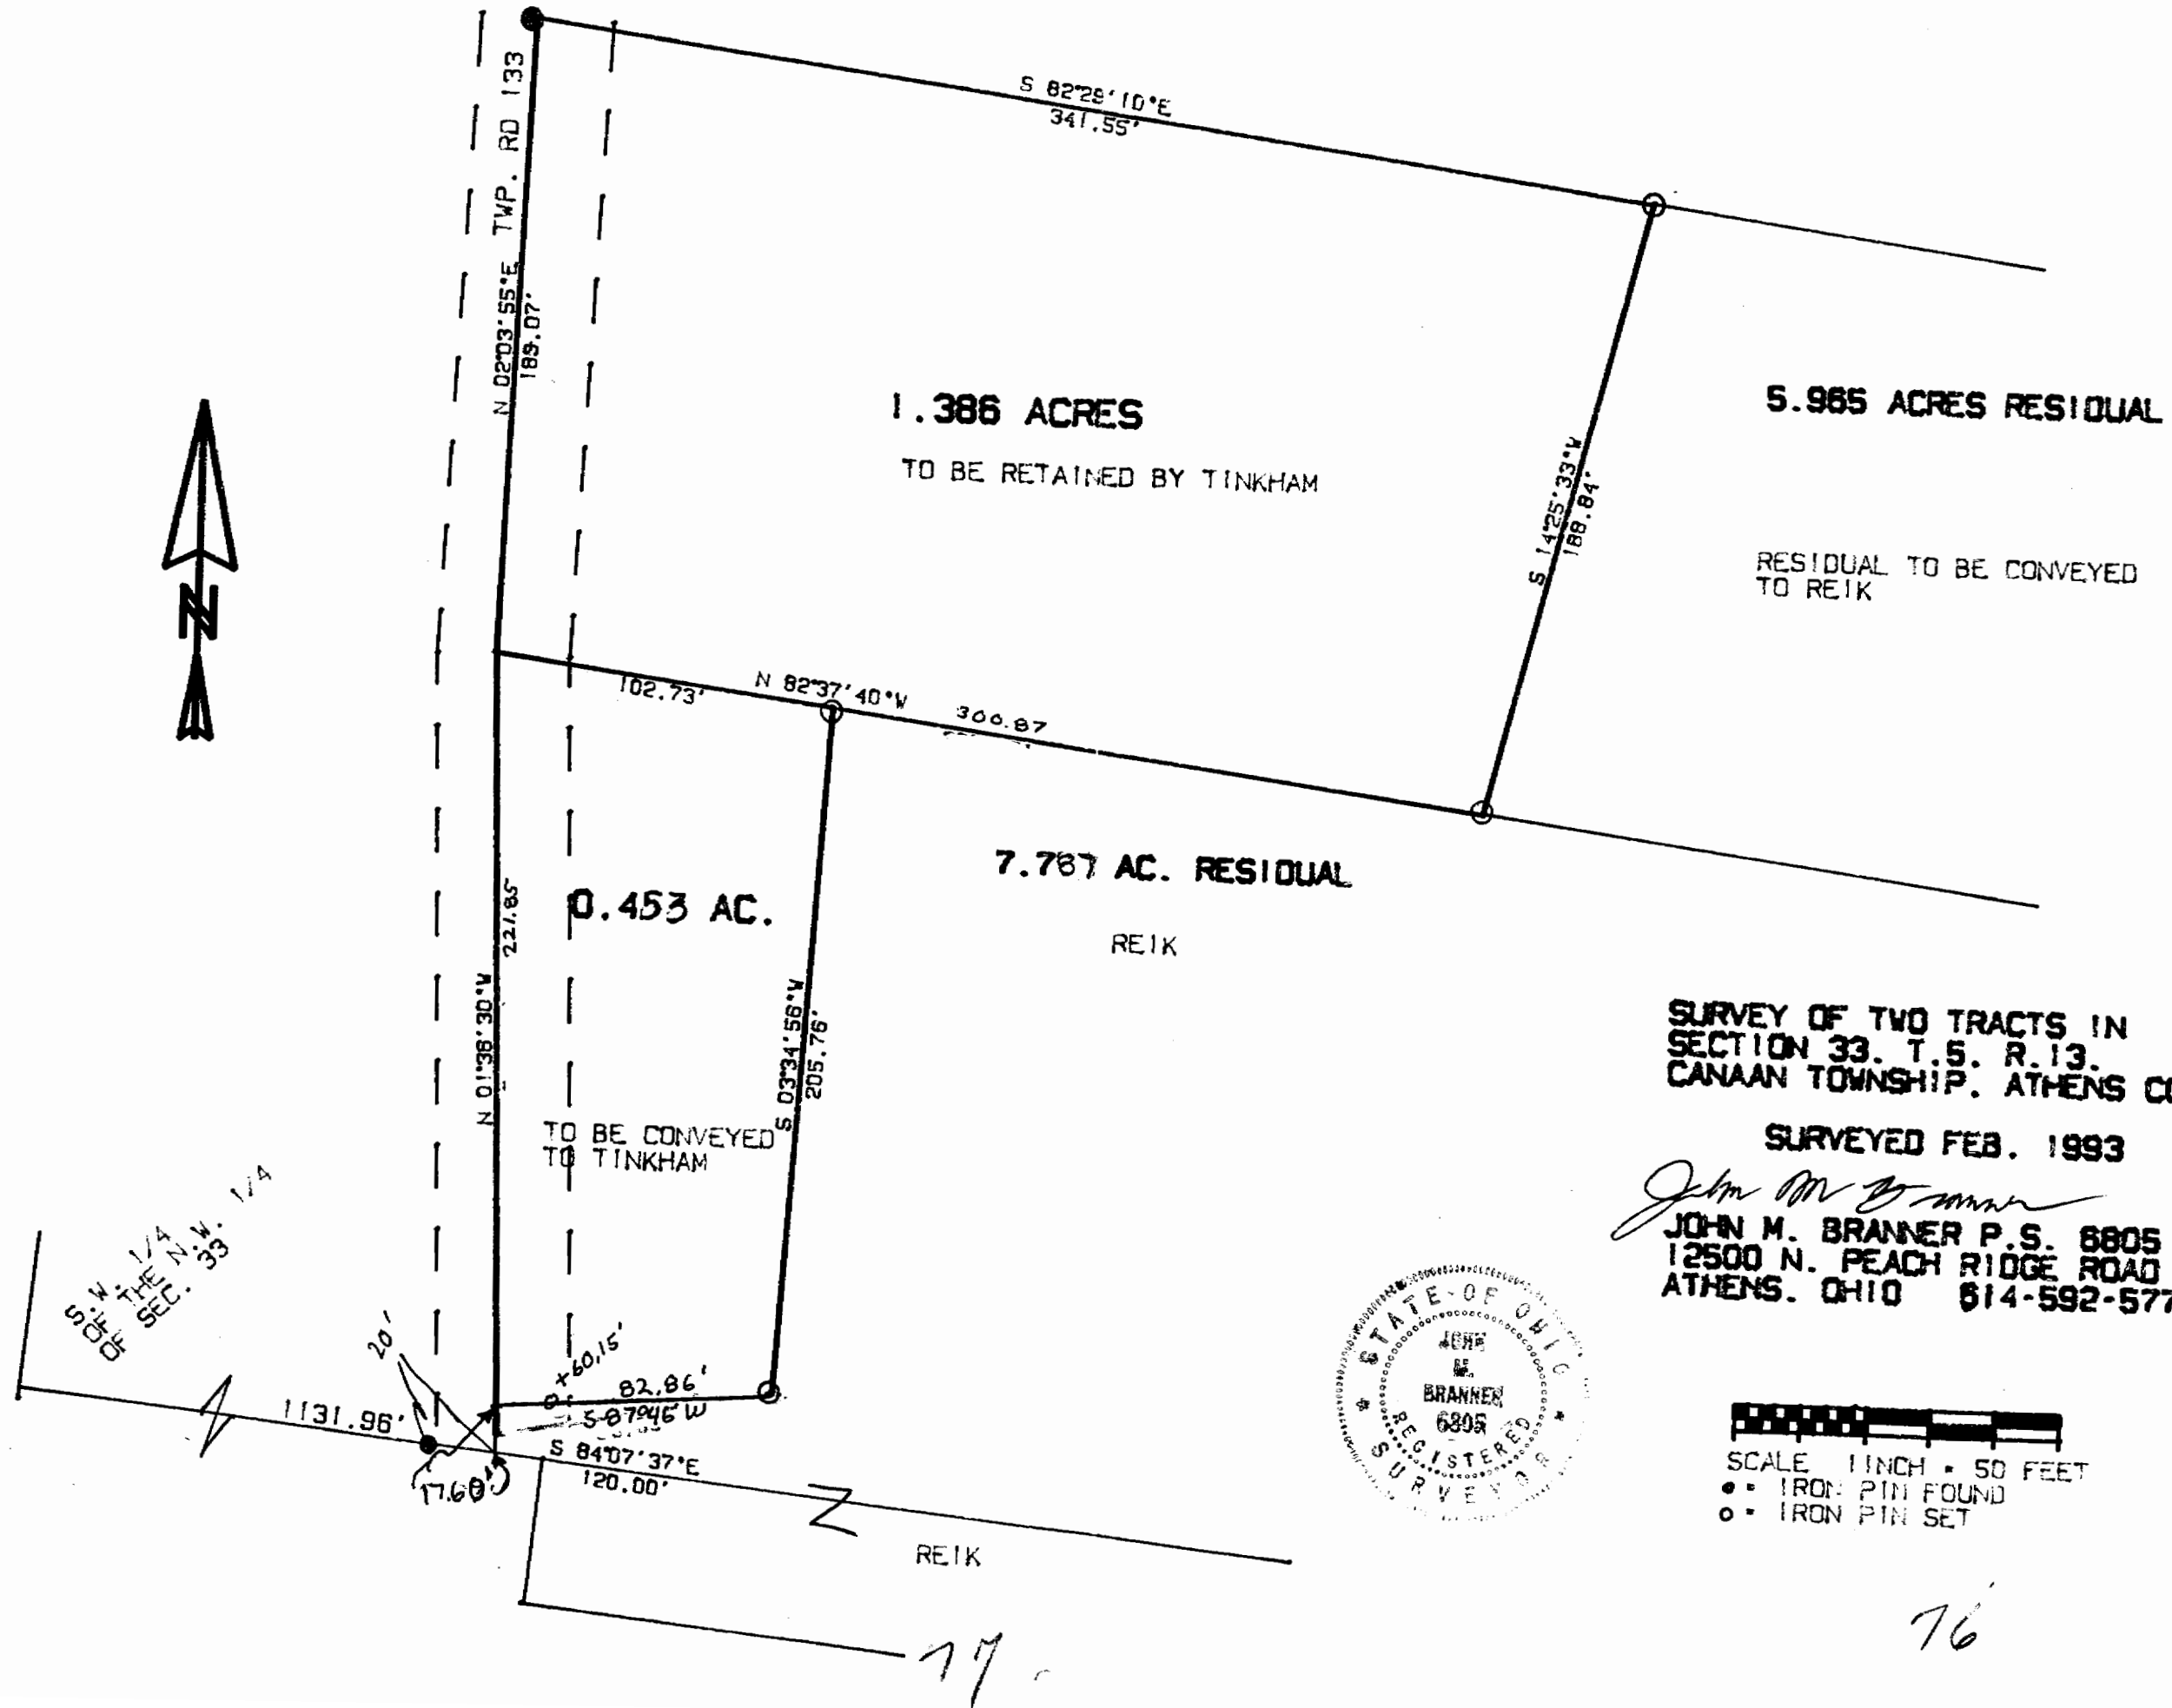 S 82°29'10"E
341.55'
N 02°03'55"E TWP. RD 133
189.07'
1.386 ACRES
TO BE RETAINED BY TINKHAM
5.965 ACRES RESIDUAL
S 14°25'33"W
188.84'
RESIDUAL TO BE CONVEYED
TO REIK
N
102.73'
N 82°37'40"W
300.87
7.787 AC. RESIDUAL
REIK
0.453 AC.
N 01°38'30"W
221.85
S 03°34'56"W
205.76'
TO BE CONVEYED
TO TINKHAM
SURVEY OF TWO TRACTS IN
SECTION 33. T.5. R.13.
CANAAN TOWNSHIP. ATHENS CO
SURVEYED FEB. 1993
John M Branner
JOHN M. BRANNER P.S. 6805
12500 N. PEACH RIDGE ROAD
ATHENS. OHIO 614-592-577
S.W. 1/4
OF THE N.W. 1/4
OF SEC. 33
20'
1131.96'
60.15'
82.86'
S 87°46' W
17.60'
S 84°07'37"E
120.00'
REIK
STATE OF OHIO
JOHN
M.
BRANNER
6805
REGISTERED
SURVEYOR
SCALE 1 INCH = 50 FEET
● = IRON PIN FOUND
○ = IRON PIN SET
17
16